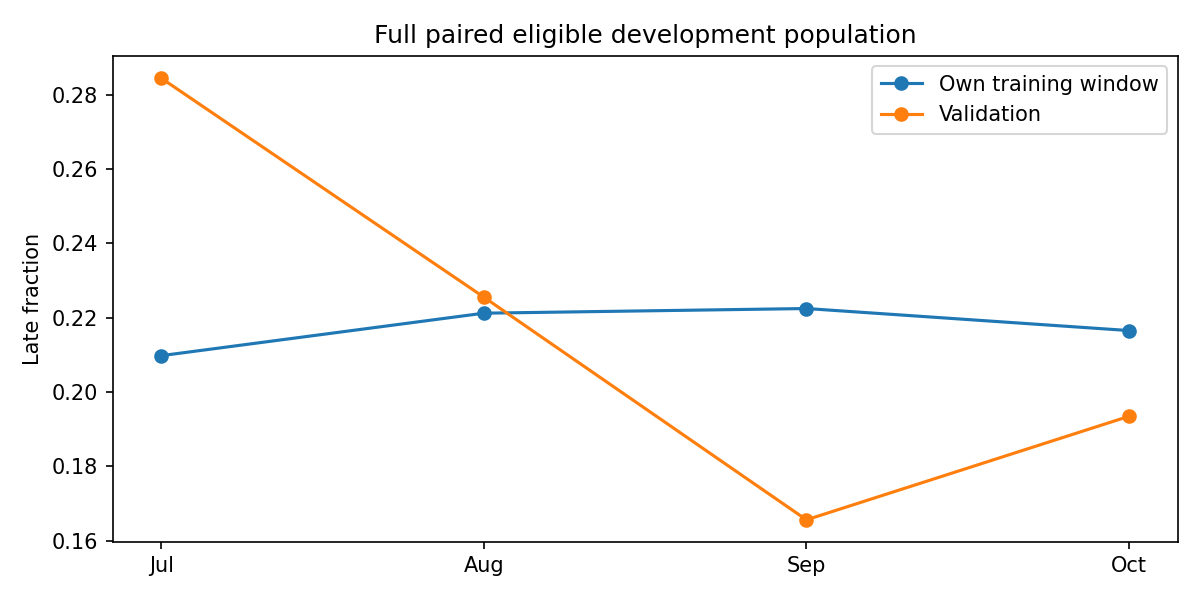 Full paired eligible development population
Own training window
Validation
Late fraction
0.28
0.26
0.24
0.22
0.20
0.18
0.16
Jul
Aug
Sep
Oct